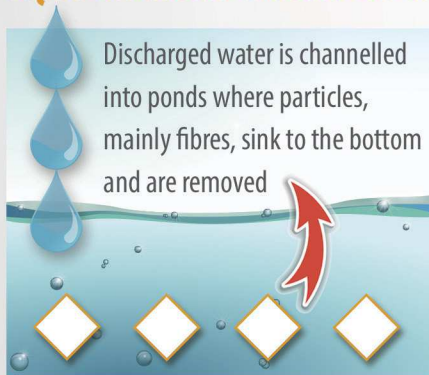 Discharged water is channelled
into ponds where particles,
mainly fibres, sink to the bottom
and are removed